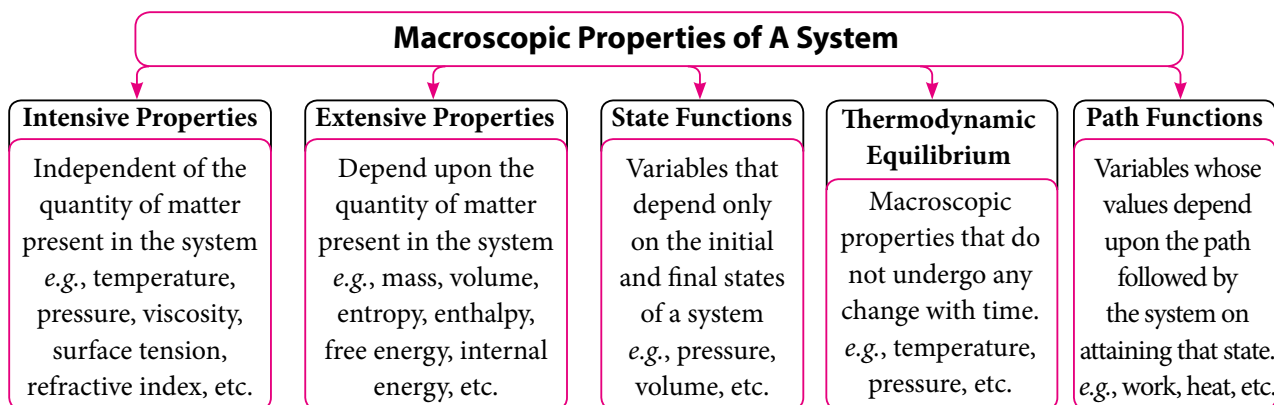 Macroscopic Properties of A System
Intensive Properties
Independent of the
quantity of matter
present in the system
e.g., temperature,
pressure, viscosity,
surface tension,
refractive index, etc.
Extensive Properties
Depend upon the
quantity of matter
present in the system
e.g., mass, volume,
entropy, enthalpy,
free energy, internal
energy, etc.
State Functions
Variables that
depend only
on the initial
and final states
of a system
e.g., pressure,
volume, etc.
Thermodynamic
Equilibrium
Macroscopic
properties that do
not undergo any
change with time.
e.g., temperature,
pressure, etc.
Path Functions
Variables whose
values depend
upon the path
followed by
the system on
attaining that state.
e.g., work, heat, etc.